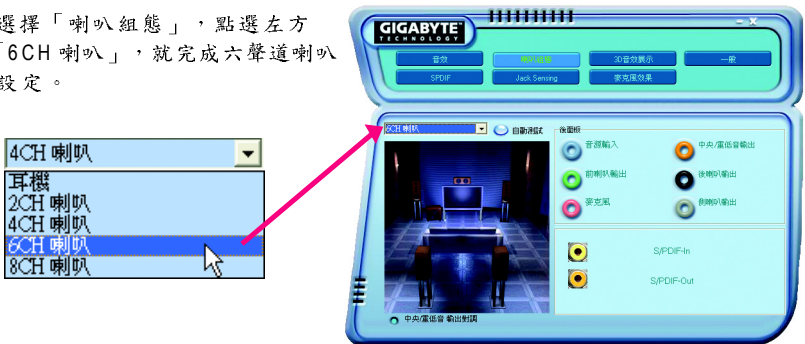 選擇「喇叭組態」，點選左方
「6CH 喇叭」，就完成六聲道喇叭
設定。
4CH 喇叭
耳機
2CH 喇叭
4CH 喇叭
6CH 喇叭
8CH 喇叭
GIGABYTE™
TECHNOLOGY
音效
喇叭組態
3D音效展示
一般
SPDIF
Jack Sensing
麥克風效果
6CH 喇叭
自動測試
後面板
音源輸入
中央/重低音輸出
前喇叭輸出
後喇叭輸出
麥克風
側喇叭輸出
S/PDIF-In
S/PDIF-Out
中央/重低音 輸出對調